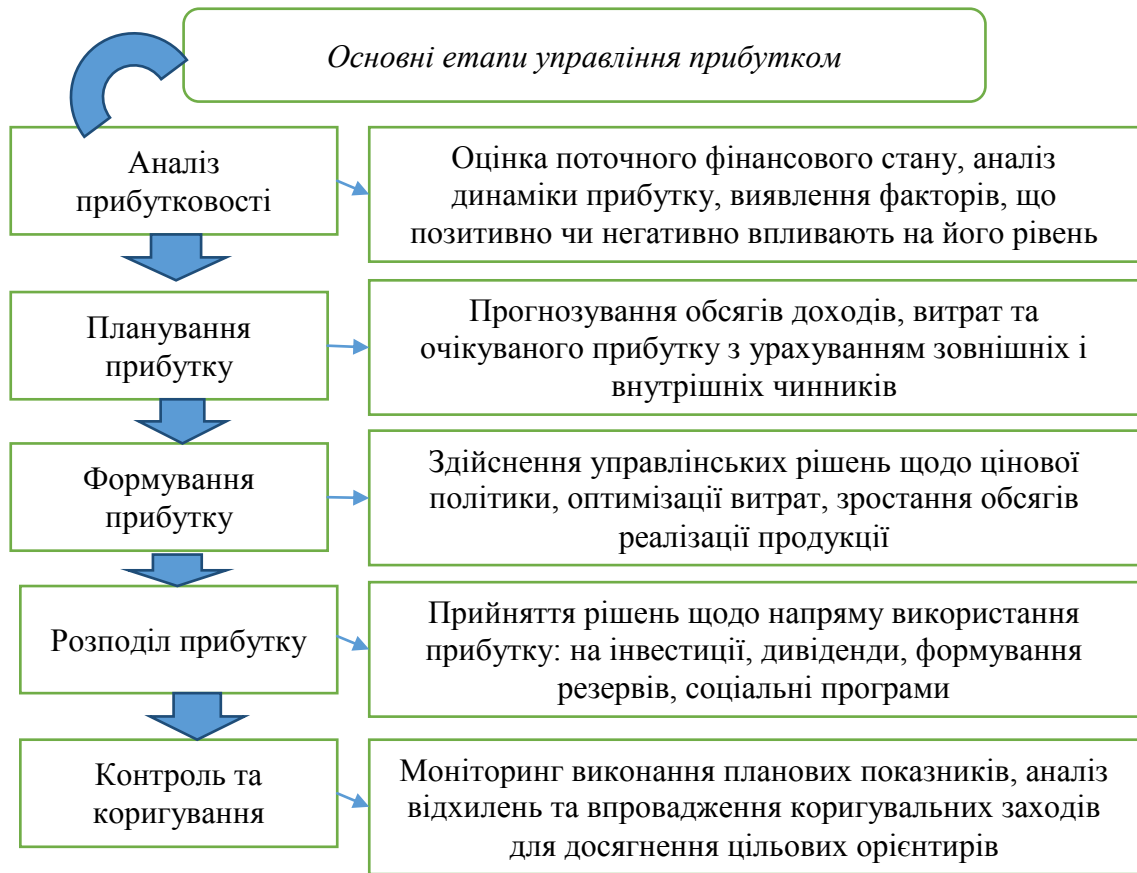 Основні етапи управління прибутком
Аналіз
прибутковості
Оцінка поточного фінансового стану, аналіз
динаміки прибутку, виявлення факторів, що
позитивно чи негативно впливають на його рівень
Планування
прибутку
Прогнозування обсягів доходів, витрат та
очікуваного прибутку з урахуванням зовнішніх і
внутрішніх чинників
Формування
прибутку
Здійснення управлінських рішень щодо цінової
політики, оптимізації витрат, зростання обсягів
реалізації продукції
Розподіл прибутку
Прийняття рішень щодо напряму використання
прибутку: на інвестиції, дивіденди, формування
резервів, соціальні програми
Контроль та
коригування
Моніторинг виконання планових показників, аналіз
відхилень та впровадження коригувальних заходів
для досягнення цільових орієнтирів